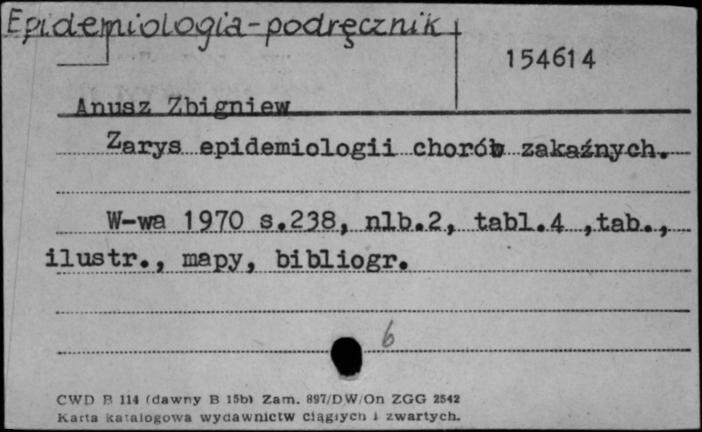 Epidemiologia-podręcznik
154614
Anusz Zbigniew
Zarys epidemiologii chorób zakaźnych.
W-wa 1970 s.238, nlb.2, tabl.4 ,tab.,
ilustr., mapy, bibliogr.
6
CWD B 114 (dawny B 15b) Zam. 897/DW/On ZGG 2542
Karta katalogowa wydawnictw ciągłych i zwartych.